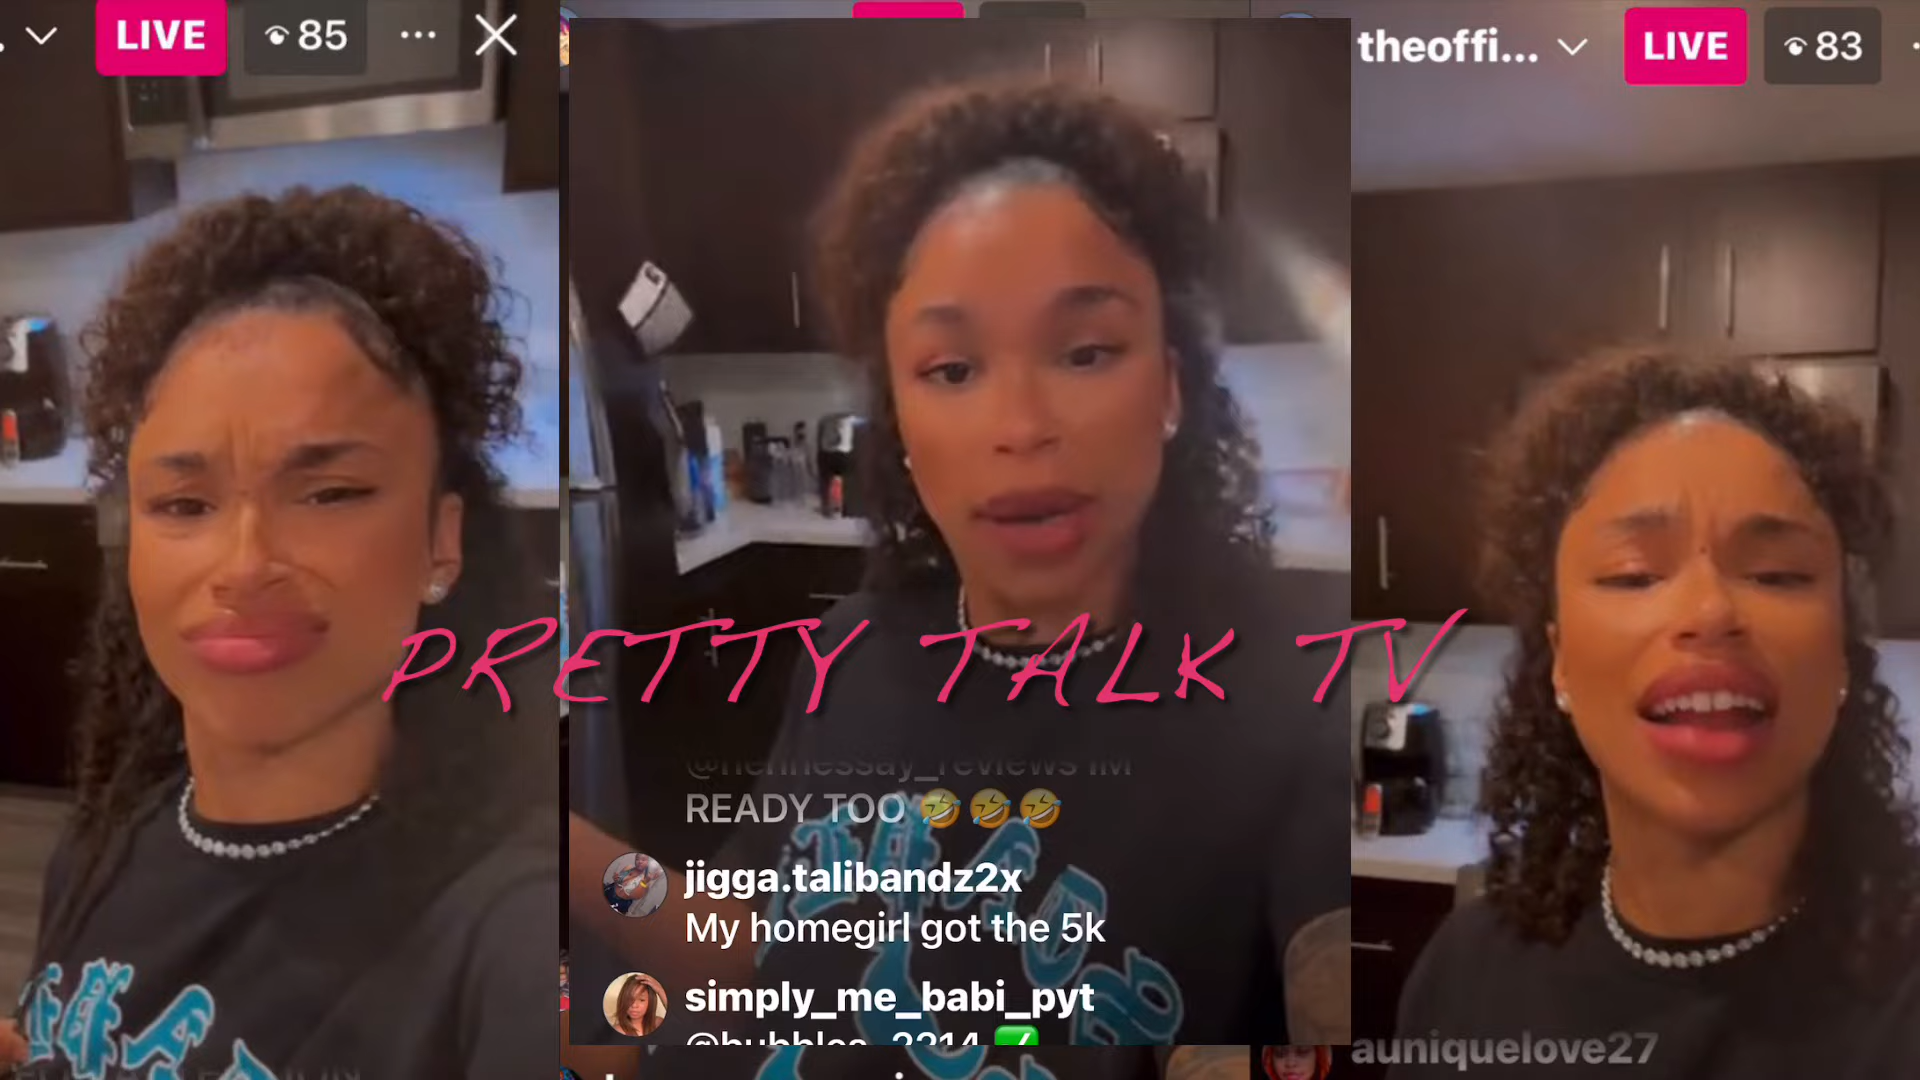 LIVE
85
theoffi...
LIVE
83
PRETTY TALK TV
READY TOO 🤣🤣🤣
jigga.talibandz2x
My homegirl got the 5k
simply_me_babi_pyt
auniquelove27